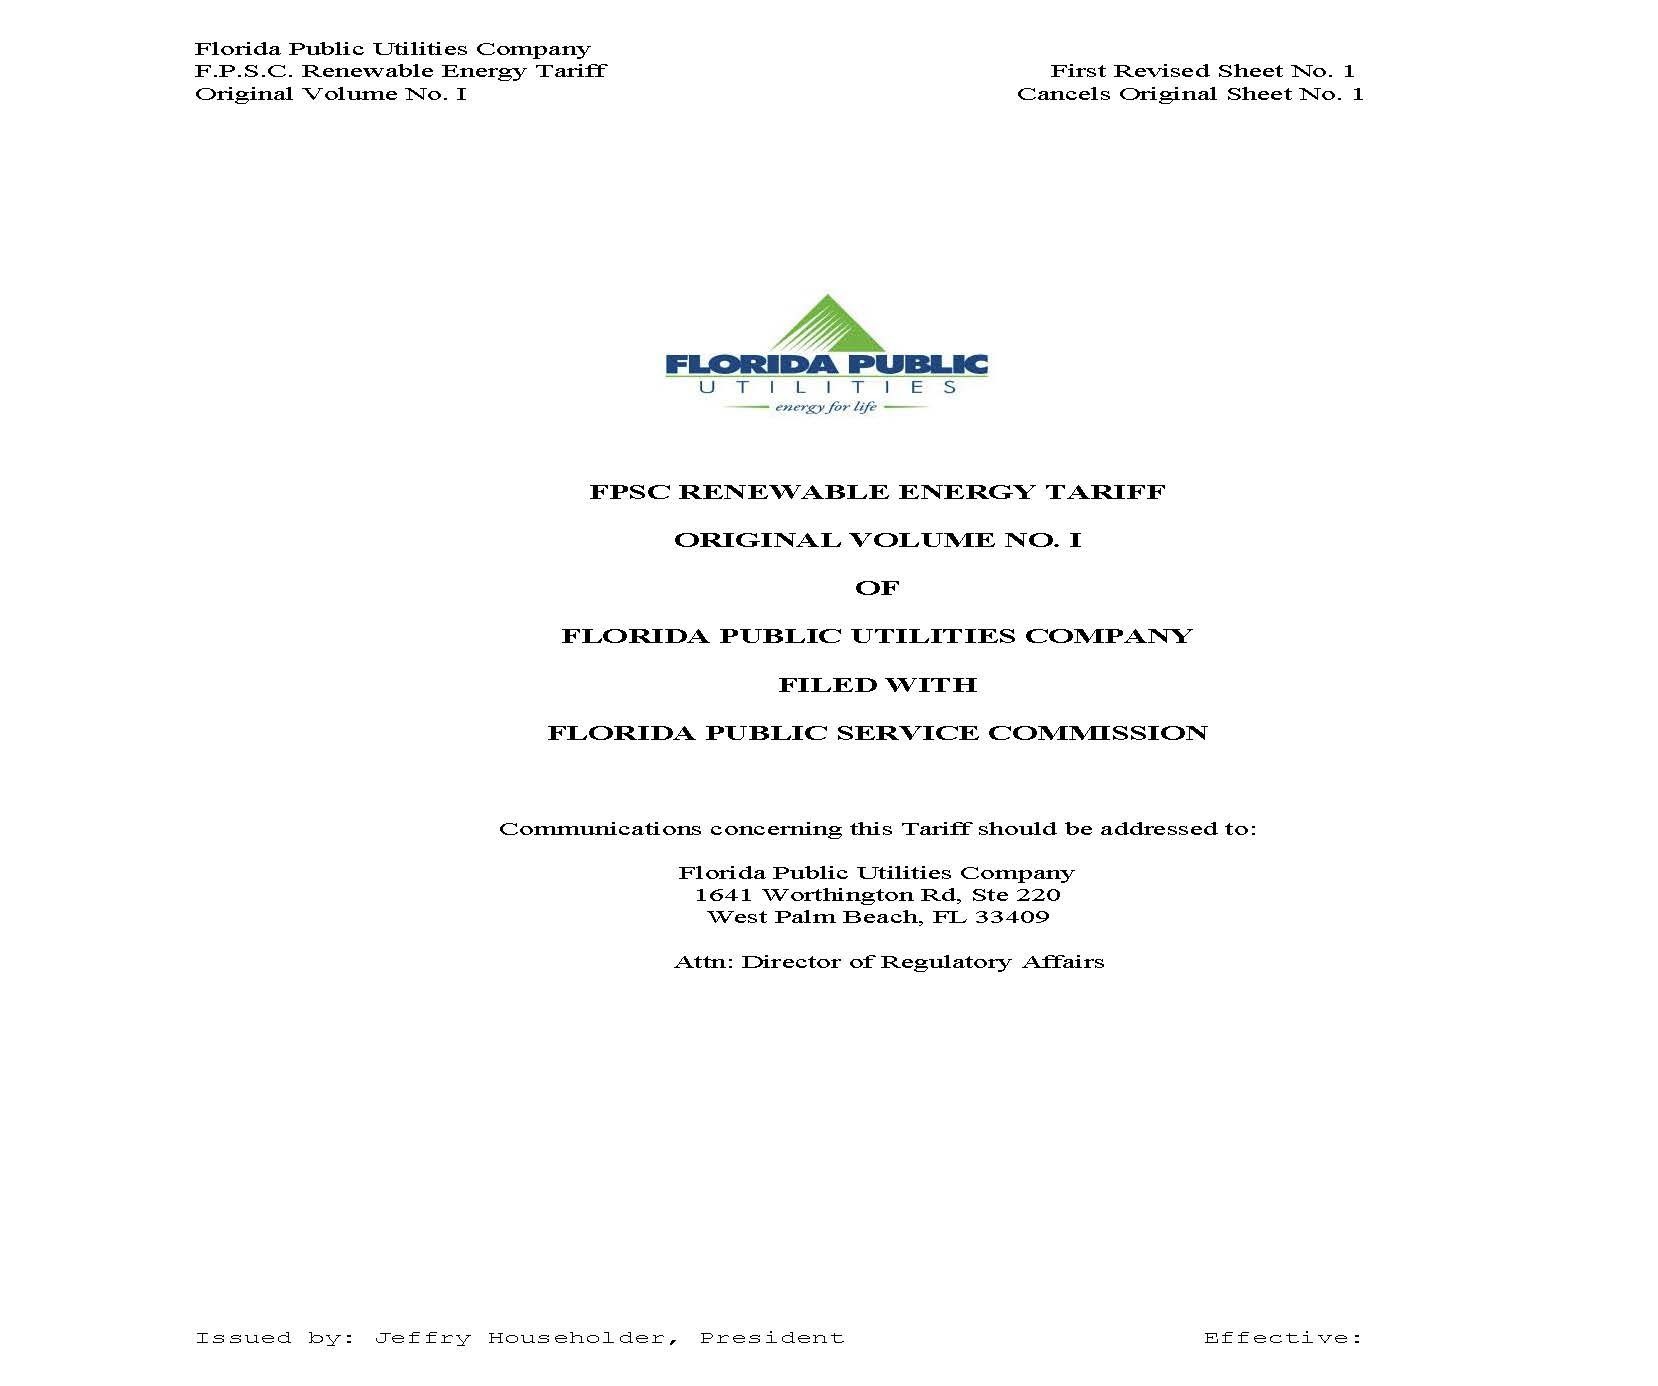 Florida Public Utilities Company
F.P.S.C. Renewable Energy Tariff First Revised Sheet No. 1
Original Volume No. I Cancels Original Sheet No. 1
FLORIDA PUBLIC
UTILITIES
energy for life
FPSC RENEWABLE ENERGY TARIFF
ORIGINAL VOLUME NO. I
OF
FLORIDA PUBLIC UTILITIES COMPANY
FILED WITH
FLORIDA PUBLIC SERVICE COMMISSION
Communications concerning this Tariff should be addressed to:
Florida Public Utilities Company
1641 Worthington Rd, Ste 220
West Palm Beach, FL 33409
Attn: Director of Regulatory Affairs
Issued by: Jeffry Householder, President Effective: